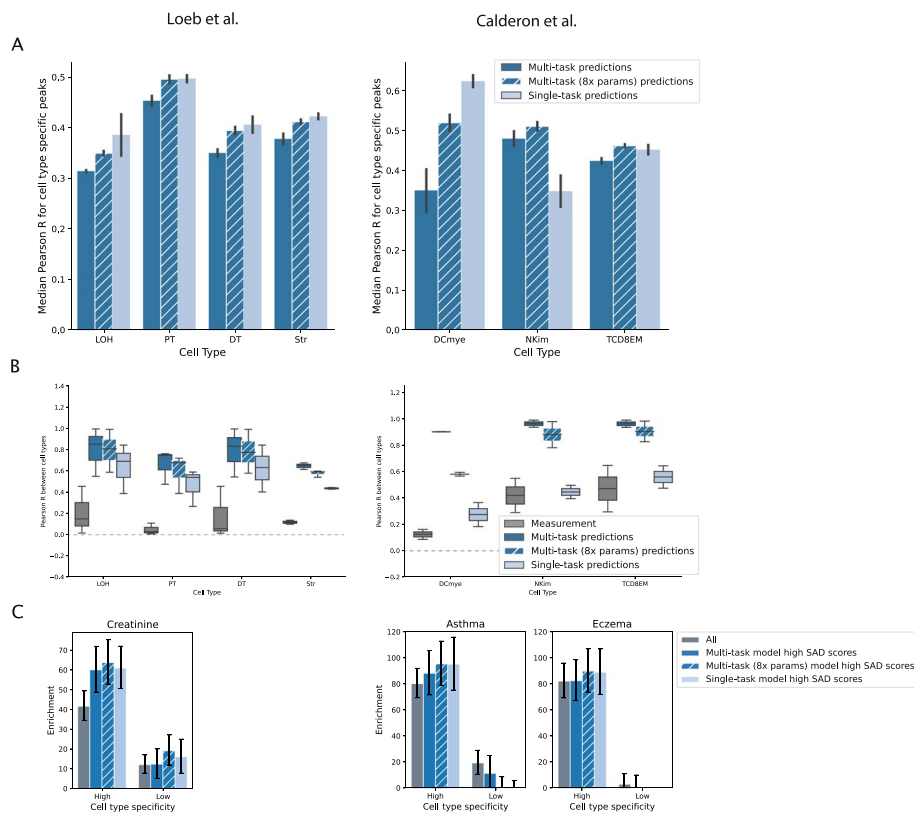 Loeb et al.
Calderon et al.
A
Median Pearson R for cell type specific peaks
0,5
0,4
0,3
0,2
0,1
0,0
LOH PT DT Str
Cell Type
Median Pearson R for cell type specific peaks
0,6
0,5
0,4
0,3
0,2
0,1
0,0
DCmye NKim TCD8EM
Cell Type
Multi-task predictions
Multi-task (8x params) predictions
Single-task predictions
B
Pearson R between cell types
1.4
1.2
1.0
0.8
0.6
0.4
0.2
0.0
−0.2
−0.4
LOH PT DT Str
Cell Type
Pearson R between cell types
1.2
1.0
0.8
0.6
0.4
0.2
0.0
−0.2
DCmye NKim TCD8EM
Cell Type
Measurement
Multi-task predictions
Multi-task (8x params) predictions
Single-task predictions
C
Creatinine
Enrichment
70
60
50
40
30
20
10
0
High Low
Cell type specificity
Asthma
Enrichment
120
100
80
60
40
20
0
High Low
Cell type specificity
Eczema
120
100
80
60
40
20
0
High Low
Cell type specificity
All
Multi-task model high SAD scores
Multi-task (8x params) model high SAD scores
Single-task model high SAD scores